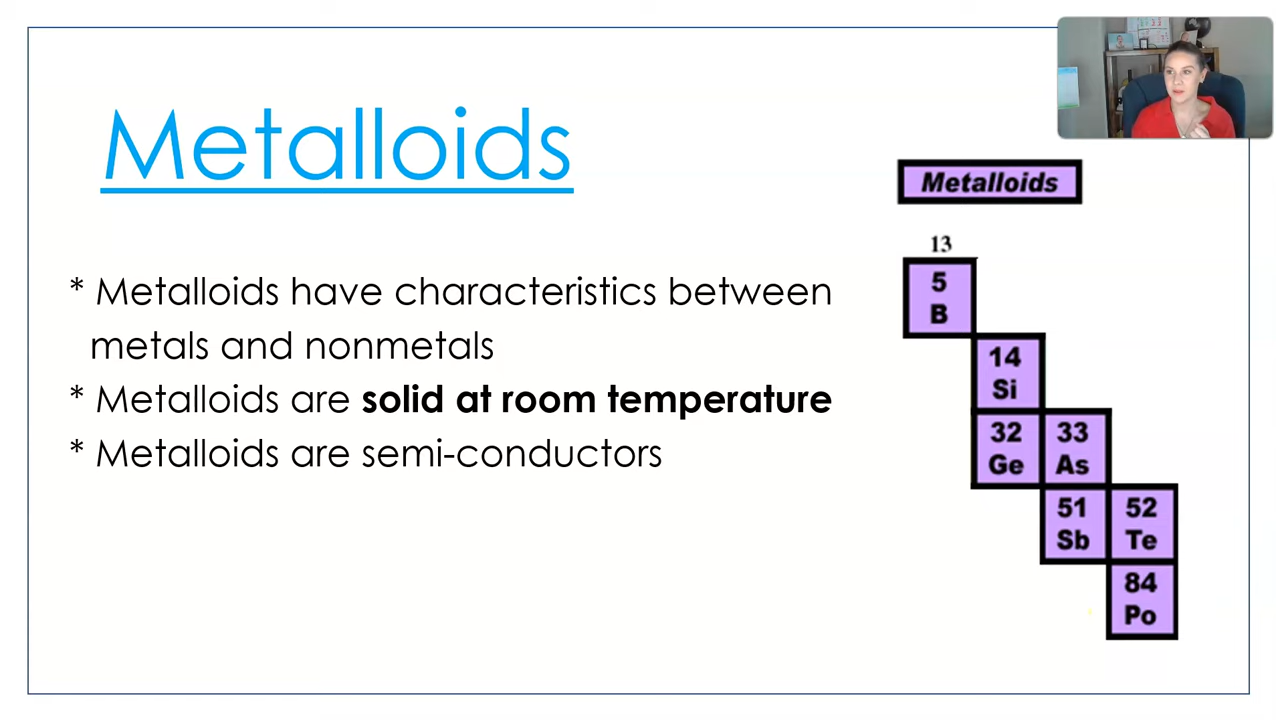 Metalloids
* Metalloids have characteristics between
metals and nonmetals
* Metalloids are solid at room temperature
* Metalloids are semi-conductors
Metalloids
13
5
B
14
Si
32 33
Ge As
51 52
Sb Te
84
Po